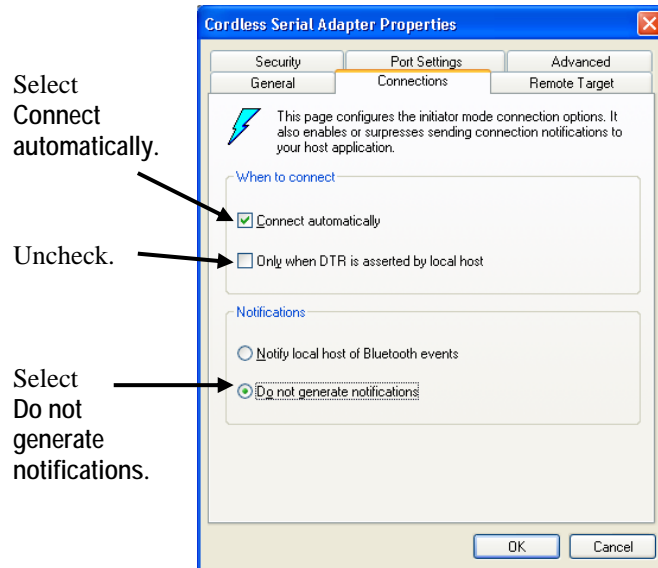 Cordless Serial Adapter Properties
Security
Port Settings
Advanced
General
Connections
Remote Target
This page configures the initiator mode connection options. It
also enables or surpresses sending connection notifications to
your host application.
Select
Connect
automatically.
When to connect
Connect automatically
Uncheck.
Only when DTR is asserted by local host
Notifications
Notify local host of Bluetooth events
Select
Do not
generate
notifications.
Do not generate notifications
OK
Cancel